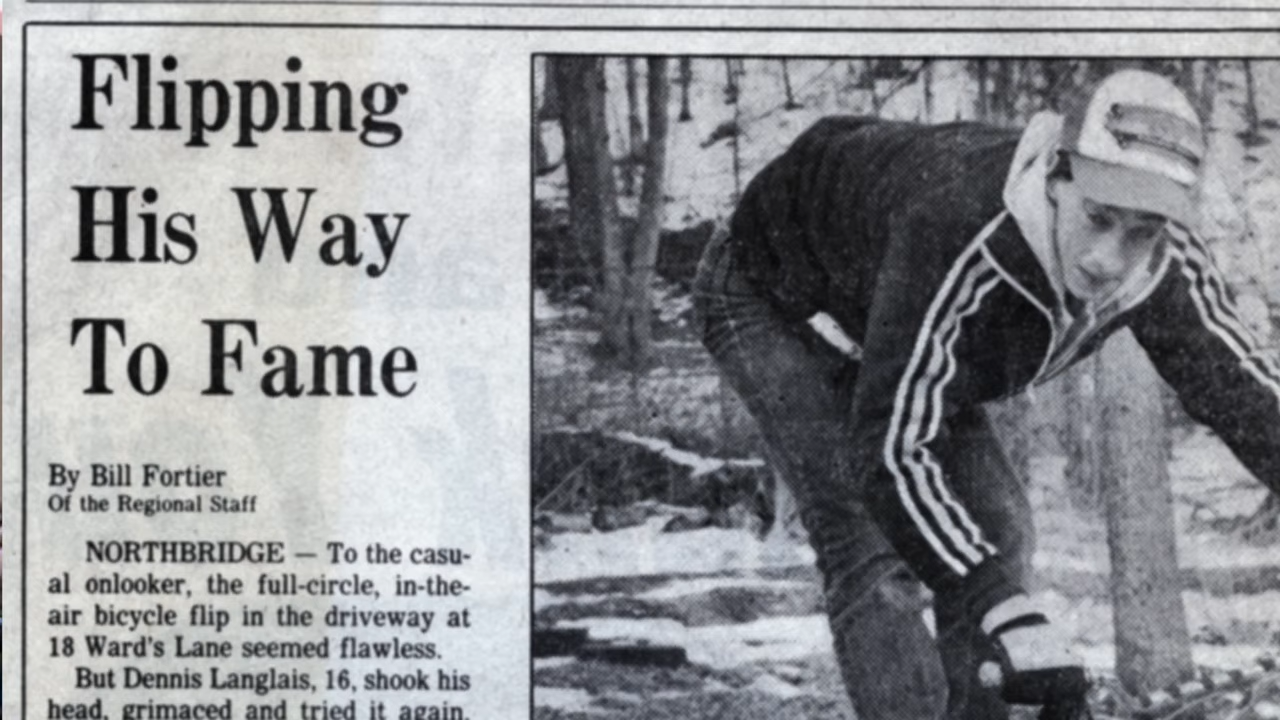 Flipping
His Way
To Fame
By Bill Fortier
Of the Regional Staff
NORTHBRIDGE — To the casu-
al onlooker, the full-circle, in-the-
air bicycle flip in the driveway at
18 Ward's Lane seemed flawless.
But Dennis Langlais, 16, shook his
head, grimaced and tried it again.